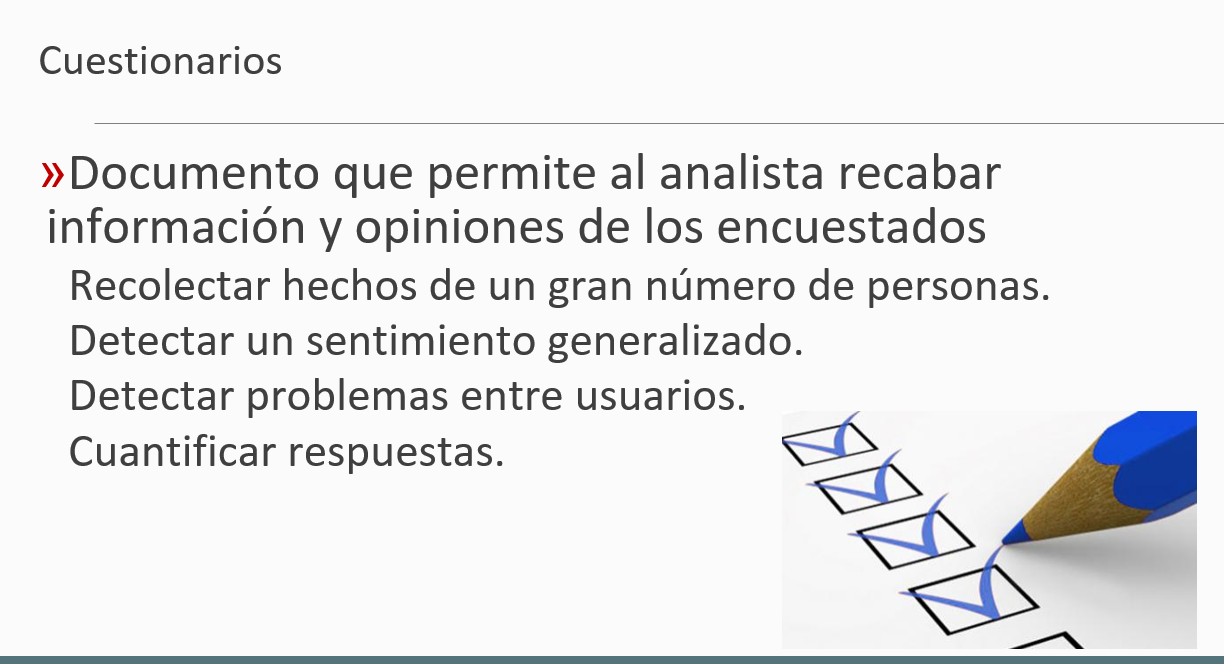 Cuestionarios
»Documento que permite al analista recabar
información y opiniones de los encuestados
Recolectar hechos de un gran número de personas.
Detectar un sentimiento generalizado.
Detectar problemas entre usuarios.
Cuantificar respuestas.